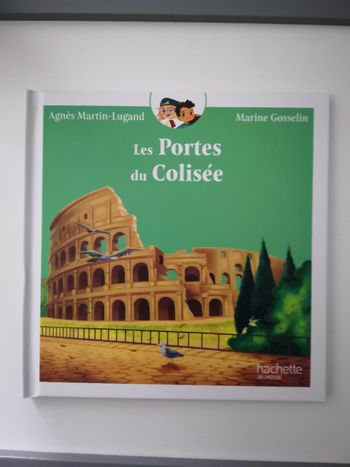 Agnès Martin-Lugand
Marine Gosselin
Les Portes
du Colisée
hachette
JEUNESSE